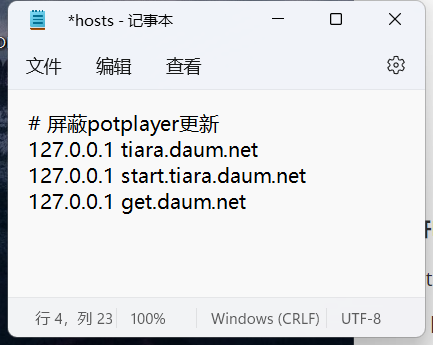 *hosts - 记事本
文件 编辑 查看
# 屏蔽potplayer更新
127.0.0.1 tiara.daum.net
127.0.0.1 start.tiara.daum.net
127.0.0.1 get.daum.net
行 4，列 23 100% Windows (CRLF) UTF-8